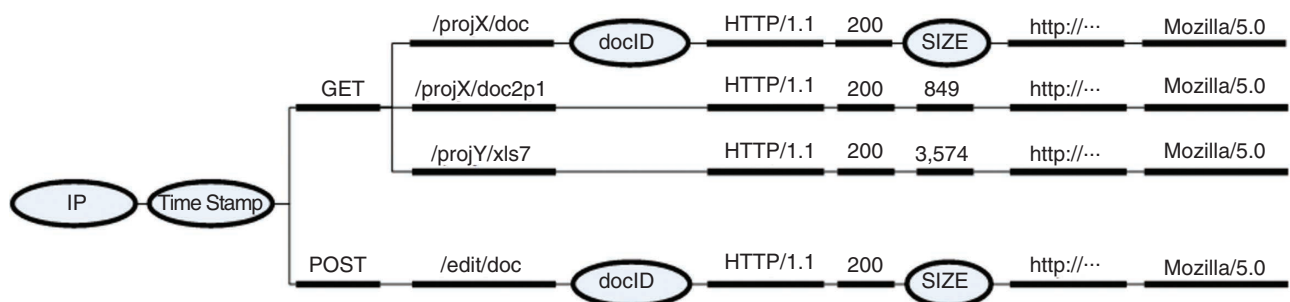 /projX/doc docID HTTP/1.1 200 SIZE http://··· Mozilla/5.0
GET /projX/doc2p1 HTTP/1.1 200 849 http://··· Mozilla/5.0
/projY/xls7 HTTP/1.1 200 3,574 http://··· Mozilla/5.0
IP Time Stamp
POST /edit/doc docID HTTP/1.1 200 SIZE http://··· Mozilla/5.0